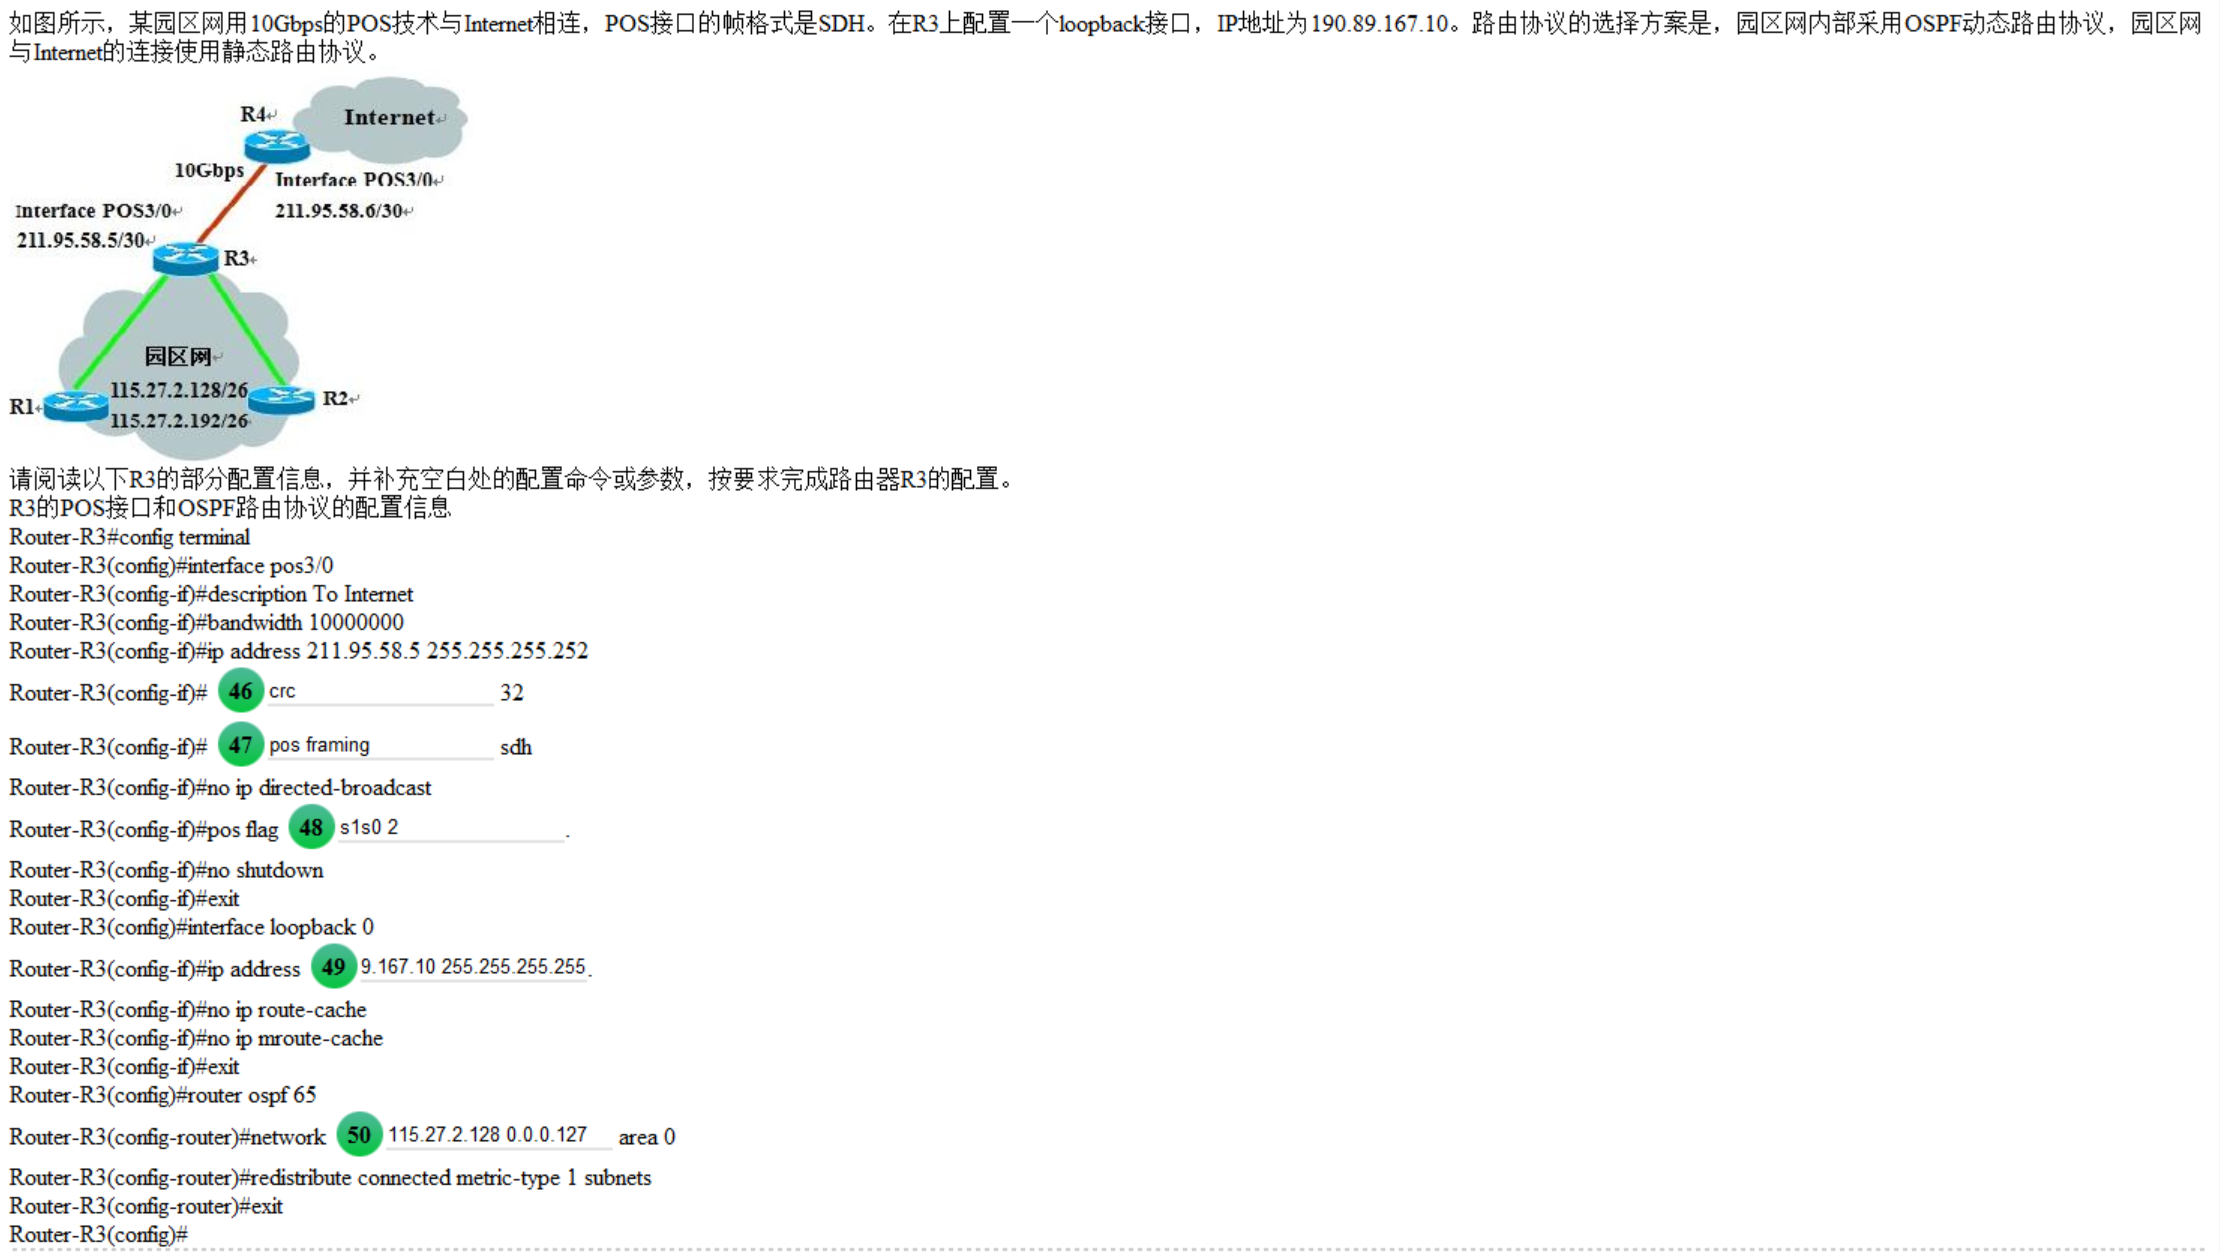 如图所示，某园区网用10Gbps的POS技术与Internet相连，POS接口的帧格式是SDH。在R3上配置一个loopback接口，IP地址为190.89.167.10。路由协议的选择方案是，园区网内部采用OSPF动态路由协议，园区网
与Internet的连接使用静态路由协议。
R4
Internet
10Gbps
Interface POS3/0
211.95.58.6/30
Interface POS3/0
211.95.58.5/30
R3
园区网
115.27.2.128/26
R1
R2
115.27.2.192/26
请阅读以下R3的部分配置信息，并补充空白处的配置命令或参数，按要求完成路由器R3的配置。
R3的POS接口和OSPF路由协议的配置信息
Router-R3#config terminal
Router-R3(config)#interface pos3/0
Router-R3(config-if)#description To Internet
Router-R3(config-if)#bandwidth 10000000
Router-R3(config-if)#ip address 211.95.58.5 255.255.255.252
Router-R3(config-if)# 46 crc 32
Router-R3(config-if)# 47 pos framing sdh
Router-R3(config-if)#no ip directed-broadcast
Router-R3(config-if)#pos flag 48 s1s0 2 .
Router-R3(config-if)#no shutdown
Router-R3(config-if)#exit
Router-R3(config)#interface loopback 0
Router-R3(config-if)#ip address 49 9.167.10 255.255.255.255 .
Router-R3(config-if)#no ip route-cache
Router-R3(config-if)#no ip mroute-cache
Router-R3(config-if)#exit
Router-R3(config)#router ospf 65
Router-R3(config-router)#network 50 115.27.2.128 0.0.0.127 area 0
Router-R3(config-router)#redistribute connected metric-type 1 subnets
Router-R3(config-router)#exit
Router-R3(config)#